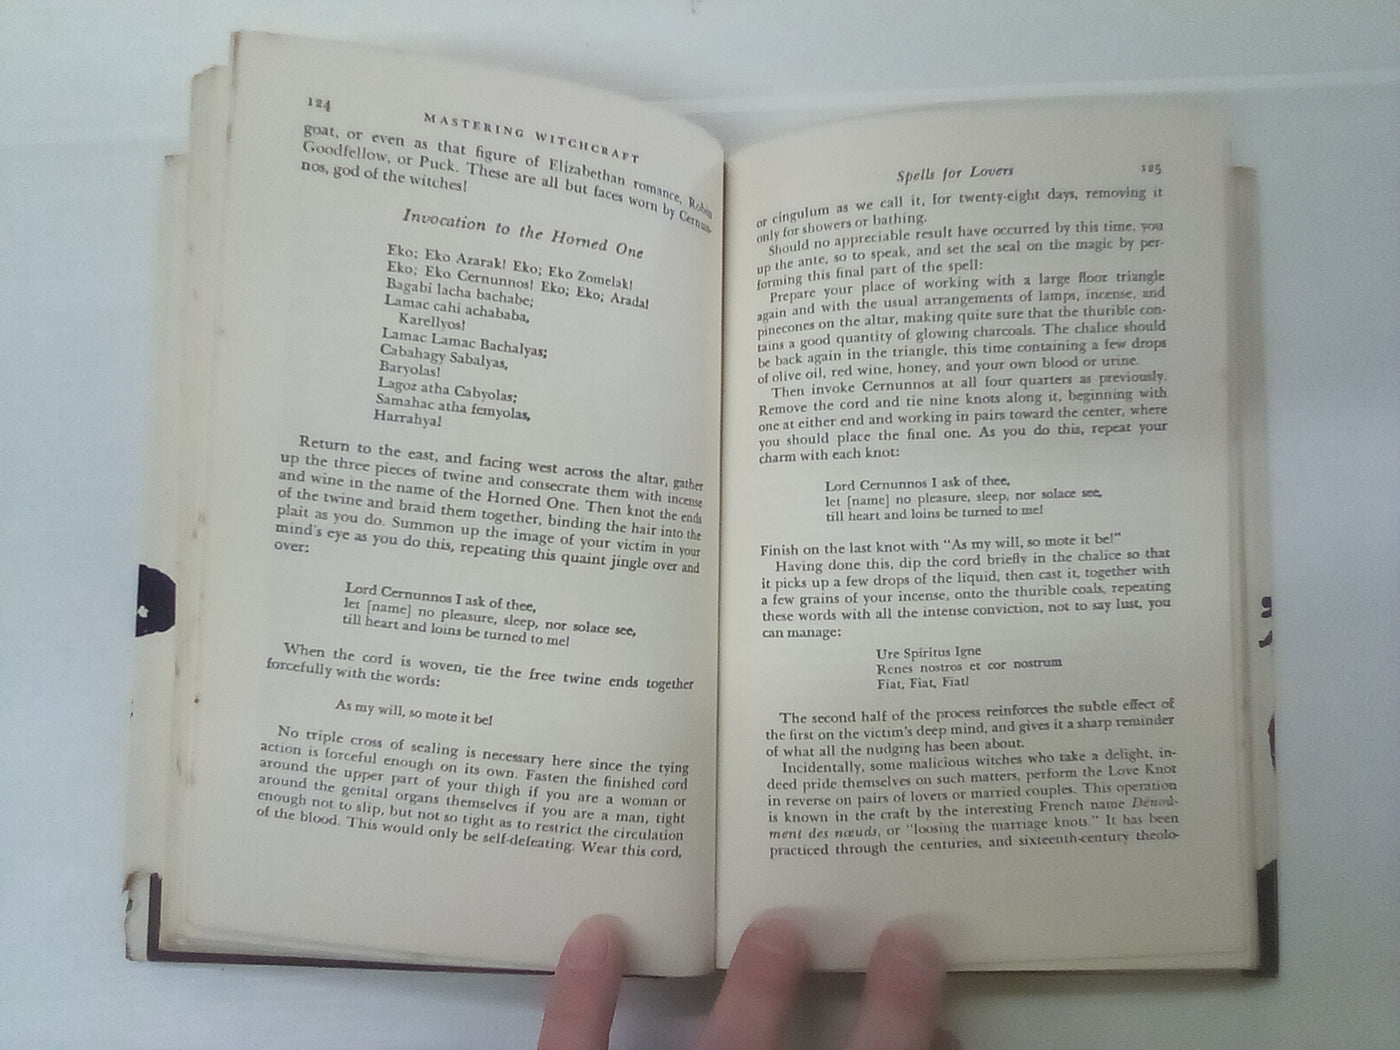 124
MASTERING WITCHCRAFT
goat, or even as that figure of Elizabethan romance, Robin
Goodfellow, or Puck. These are all but faces worn by Cernun-
nos, god of the witches!
Invocation to the Horned One
Eko; Eko Azarak! Eko; Eko Zomelak!
Eko; Eko Cernunnos! Eko; Eko; Arada!
Bagabi lacha bachabe;
Lamac cahi achababa,
Karellyos!
Lamac Lamac Bachalyas;
Cabahagy Sabalyas,
Baryolas!
Lagoz atha Cabyolas;
Samahac atha femyolas,
Harrahya!
Return to the east, and facing west across the altar, gather
up the three pieces of twine and consecrate them with incense
and wine in the name of the Horned One. Then knot the ends
of the twine and braid them together, binding the hair into the
plait as you do. Summon up the image of your victim in your
mind's eye as you do this, repeating this quaint jingle over and
over:
Lord Cernunnos I ask of thee,
let [name] no pleasure, sleep, nor solace see,
till heart and loins be turned to me!
When the cord is woven, tie the free twine ends together
forcefully with the words:
As my will, so mote it be!
No triple cross of sealing is necessary here since the tying
action is forceful enough on its own. Fasten the finished cord
around the upper part of your thigh if you are a woman or
around the genital organs themselves if you are a man, tight
enough not to slip, but not so tight as to restrict the circulation
of the blood. This would only be self-defeating. Wear this cord,
Spells for Lovers
125
or cingulum as we call it, for twenty-eight days, removing it
only for showers or bathing.
Should no appreciable result have occurred by this time, you
up the ante, so to speak, and set the seal on the magic by per-
forming this final part of the spell:
Prepare your place of working with a large floor triangle
again and with the usual arrangements of lamps, incense, and
pinecones on the altar, making quite sure that the thurible con-
tains a good quantity of glowing charcoals. The chalice should
be back again in the triangle, this time containing a few drops
of olive oil, red wine, honey, and your own blood or urine.
Then invoke Cernunnos at all four quarters as previously.
Remove the cord and tie nine knots along it, beginning with
one at either end and working in pairs toward the center, where
you should place the final one. As you do this, repeat your
charm with each knot:
Lord Cernunnos I ask of thee,
let [name] no pleasure, sleep, nor solace see,
till heart and loins be turned to me!
Finish on the last knot with "As my will, so mote it be!"
Having done this, dip the cord briefly in the chalice so that
it picks up a few drops of the liquid, then cast it, together with
a few grains of your incense, onto the thurible coals, repeating
these words with all the intense conviction, not to say lust, you
can manage:
Ure Spiritus Igne
Renes nostros et cor nostrum
Fiat, Fiat, Fiat!
The second half of the process reinforces the subtle effect of
the first on the victim's deep mind, and gives it a sharp reminder
of what all the nudging has been about.
Incidentally, some malicious witches who take a delight, in-
deed pride themselves on such matters, perform the Love Knot
in reverse on pairs of lovers or married couples. This operation
is known in the craft by the interesting French name Dénoû-
ment des nœuds, or "loosing the marriage knots." It has been
practiced through the centuries, and sixteenth-century theolo-